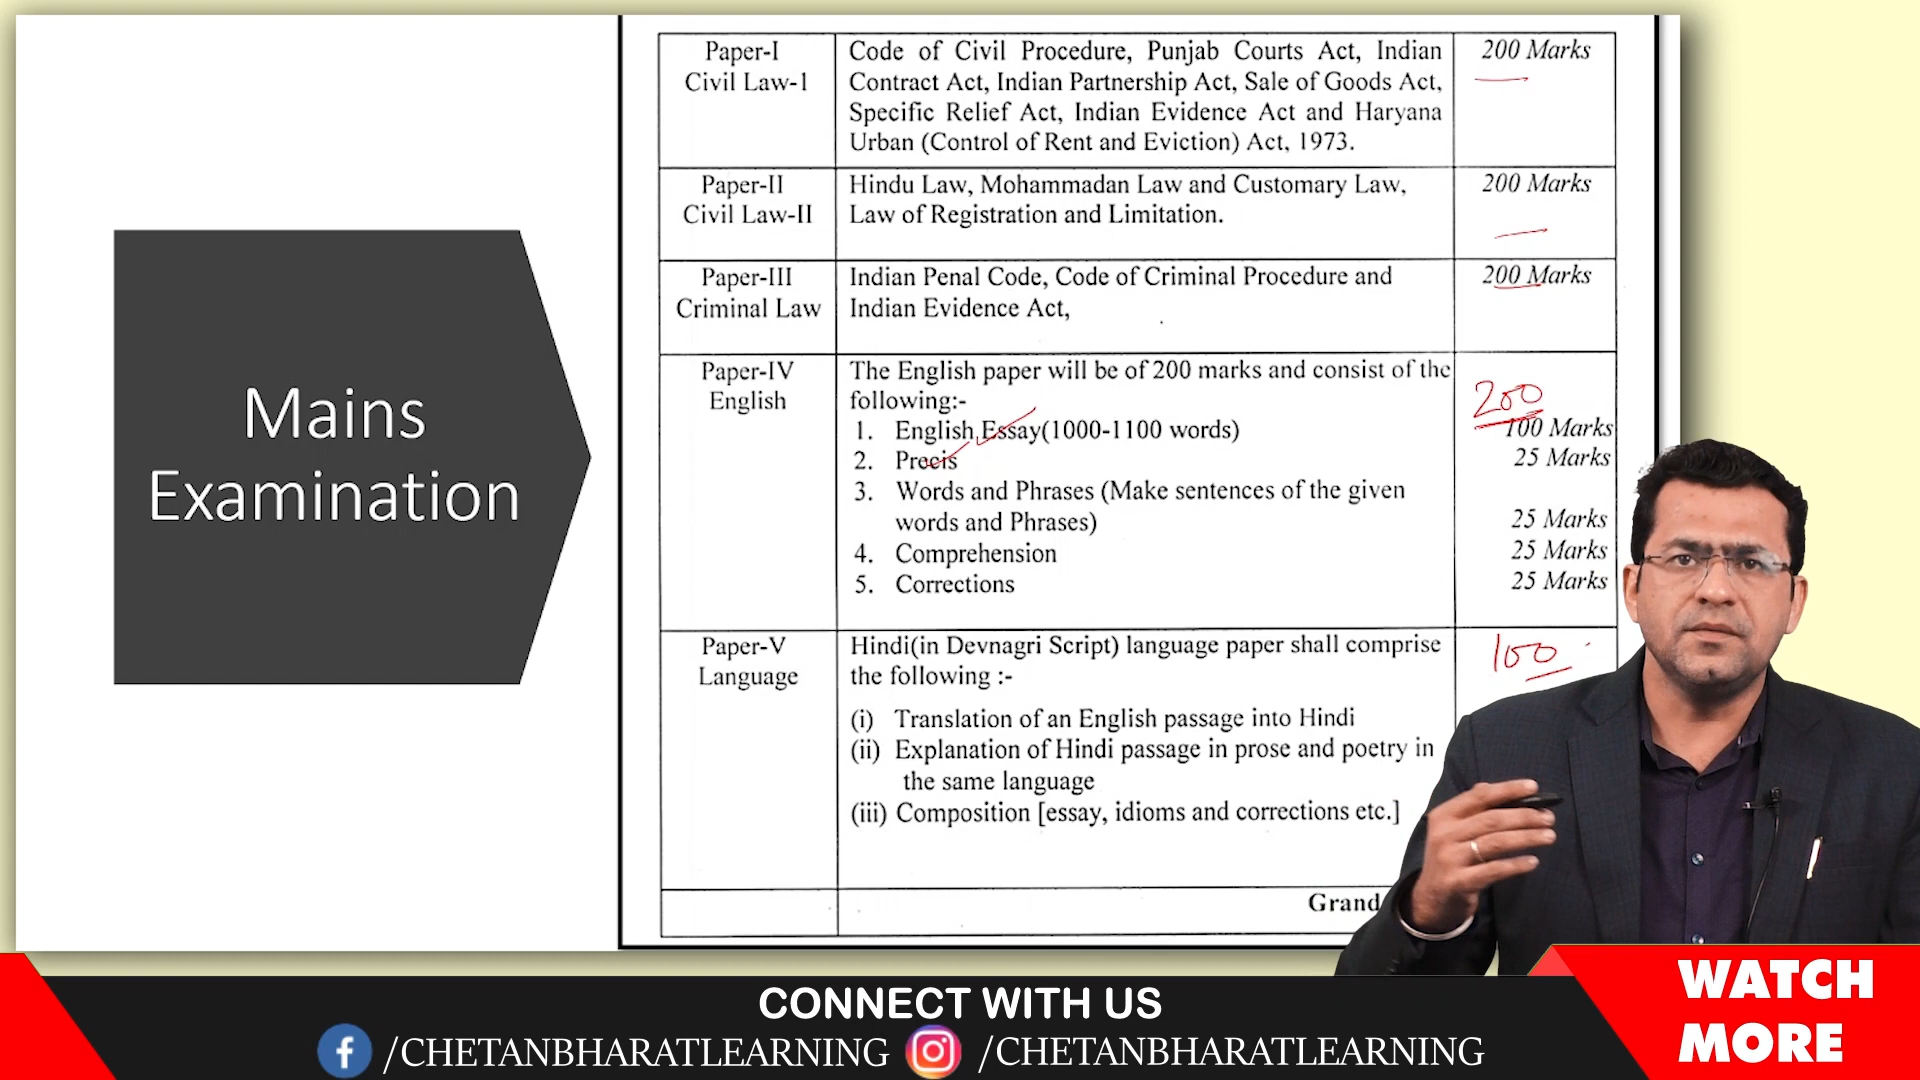 Mains
Examination
Paper-I
Civil Law-1
Code of Civil Procedure, Punjab Courts Act, Indian
Contract Act, Indian Partnership Act, Sale of Goods Act,
Specific Relief Act, Indian Evidence Act and Haryana
Urban (Control of Rent and Eviction) Act, 1973.
200 Marks
Paper-II
Civil Law-II
Hindu Law, Mohammadan Law and Customary Law,
Law of Registration and Limitation.
200 Marks
Paper-III
Criminal Law
Indian Penal Code, Code of Criminal Procedure and
Indian Evidence Act,
200 Marks
Paper-IV
English
The English paper will be of 200 marks and consist of the
following:-
200
1. English Essay(1000-1100 words) 100 Marks
2. Precis 25 Marks
3. Words and Phrases (Make sentences of the given
words and Phrases) 25 Marks
4. Comprehension 25 Marks
5. Corrections 25 Marks
Paper-V
Language
Hindi(in Devnagri Script) language paper shall comprise
the following :-
100
(i) Translation of an English passage into Hindi
(ii) Explanation of Hindi passage in prose and poetry in
the same language
(iii) Composition [essay, idioms and corrections etc.]
Grand
CONNECT WITH US
/CHETANBHARATLEARNING /CHETANBHARATLEARNING
WATCH
MORE